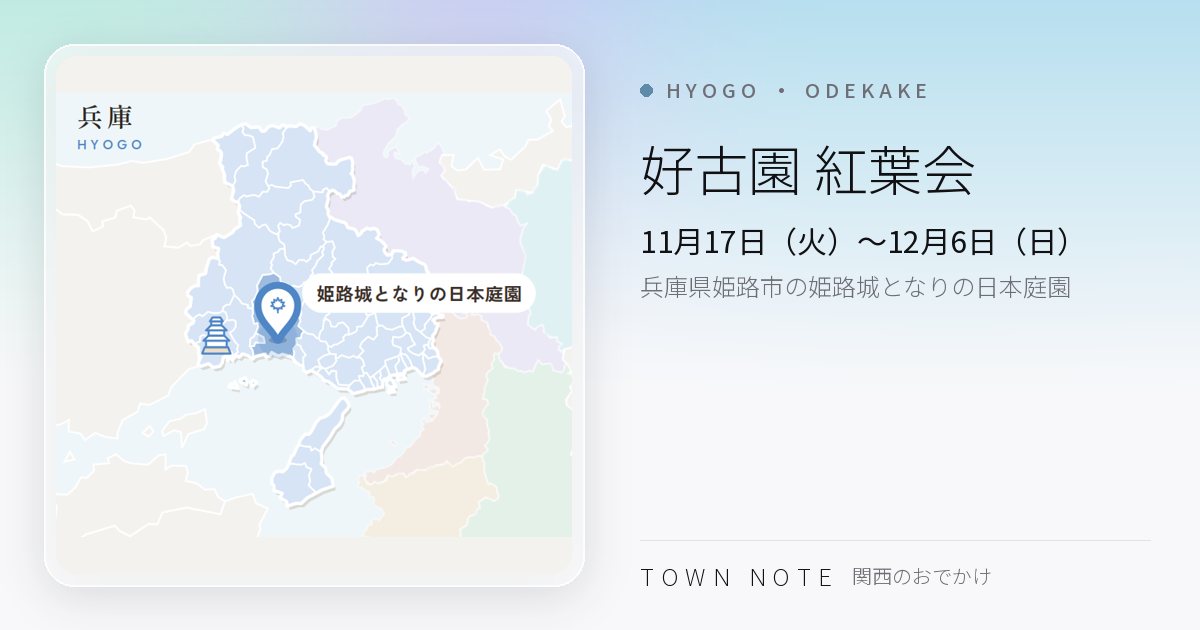 兵庫
HYOGO
姫路城となりの日本庭園
HYOGO・ODEKAKE
好古園 紅葉会
11月17日（火）〜12月6日（日）
兵庫県姫路市の姫路城となりの日本庭園
TOWN NOTE 関西のおでかけ